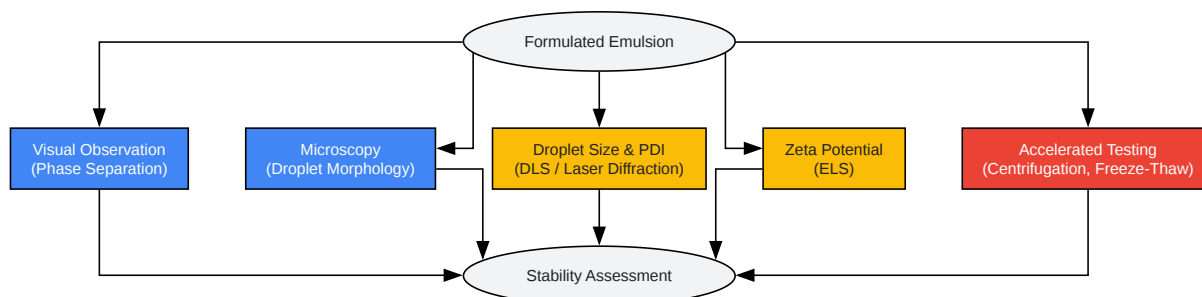 Formulated Emulsion
Visual Observation
(Phase Separation)
Microscopy
(Droplet Morphology)
Droplet Size & PDI
(DLS / Laser Diffraction)
Zeta Potential
(ELS)
Accelerated Testing
(Centrifugation, Freeze-Thaw)
Stability Assessment